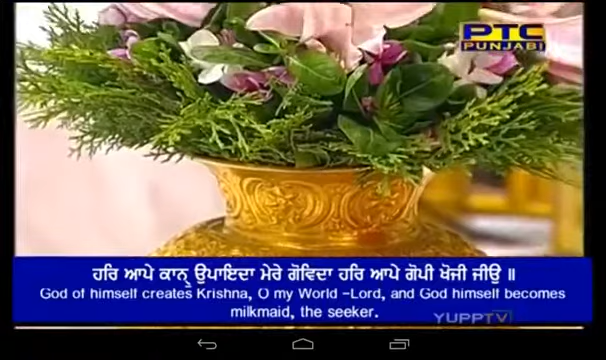 PTC
PUNJABI
ਹਰਿ ਆਪੇ ਕਾਨ੍ਹੁ ਉਪਾਇਦਾ ਮੇਰੇ ਗੋਵਿਦਾ ਹਰਿ ਆਪੇ ਗੋਪੀ ਖੋਜੀ ਜੀਉ ॥
God of himself creates Krishna, O my World -Lord, and God himself becomes
milkmaid, the seeker.
YUPPTV